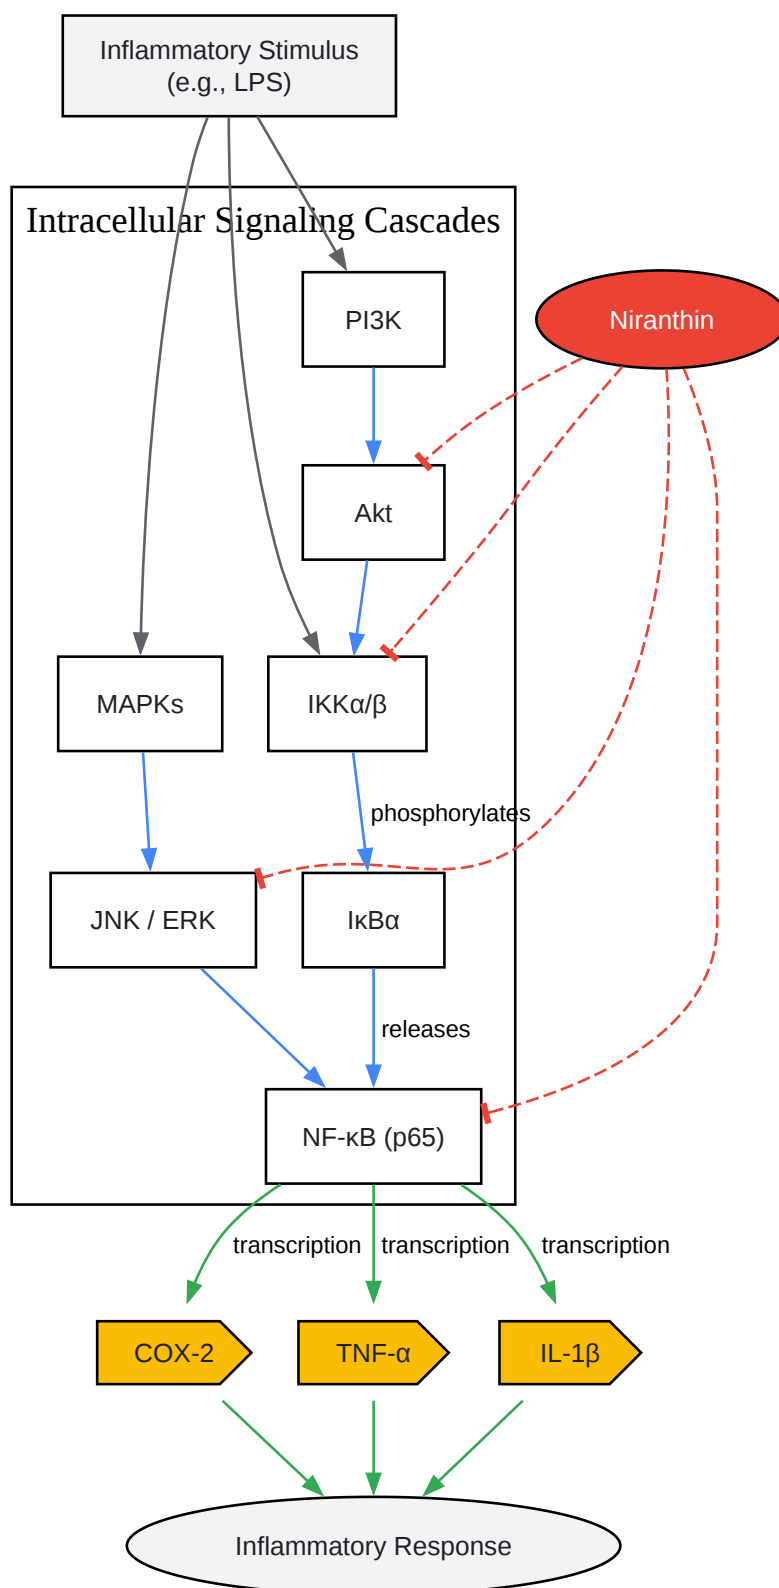 Inflammatory Stimulus
(e.g., LPS)
Intracellular Signaling Cascades
PI3K
Niranthin
Akt
MAPKs
IKKα/β
phosphorylates
JNK / ERK
IκBα
releases
NF-κB (p65)
transcription
transcription
transcription
COX-2
TNF-α
IL-1β
Inflammatory Response